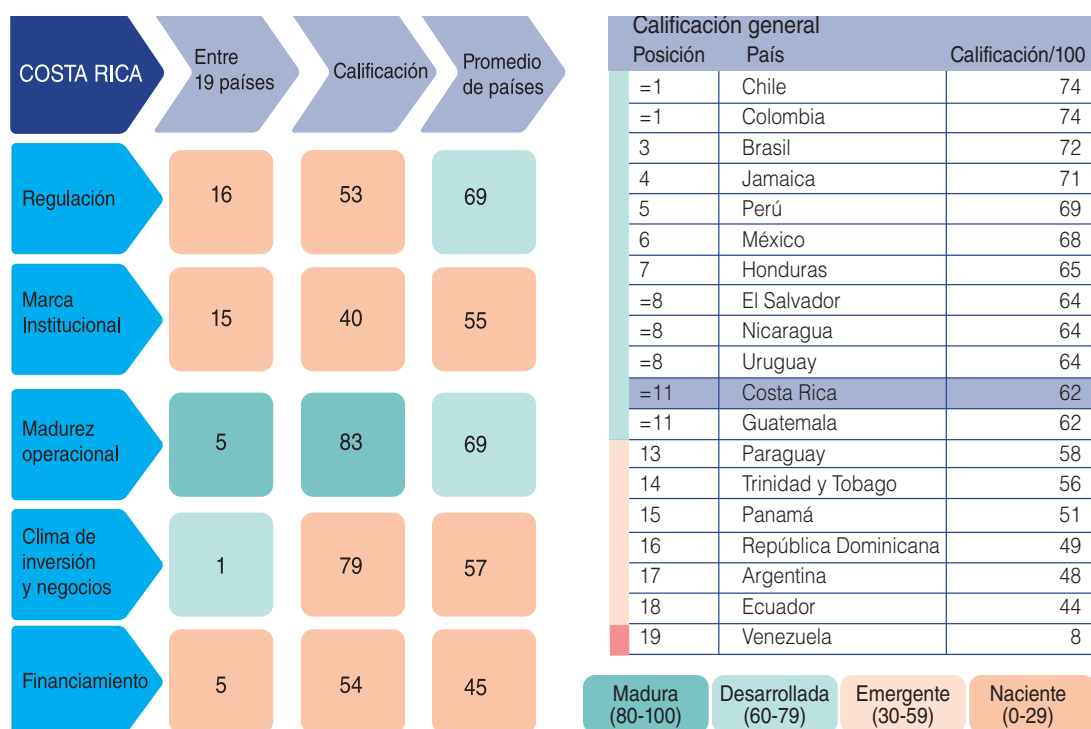 COSTA RICA
Entre
19 países
Calificación
Promedio
de países
Regulación
16
53
69
Marca
Institucional
15
40
55
Madurez
operacional
5
83
69
Clima de
inversión
y negocios
1
79
57
Financiamiento
5
54
45
Calificación general
Posición País Calificación/100
=1 Chile 74
=1 Colombia 74
3 Brasil 72
4 Jamaica 71
5 Perú 69
6 México 68
7 Honduras 65
=8 El Salvador 64
=8 Nicaragua 64
=8 Uruguay 64
=11 Costa Rica 62
=11 Guatemala 62
13 Paraguay 58
14 Trinidad y Tobago 56
15 Panamá 51
16 República Dominicana 49
17 Argentina 48
18 Ecuador 44
19 Venezuela 8
Madura
(80-100)
Desarrollada
(60-79)
Emergente
(30-59)
Naciente
(0-29)